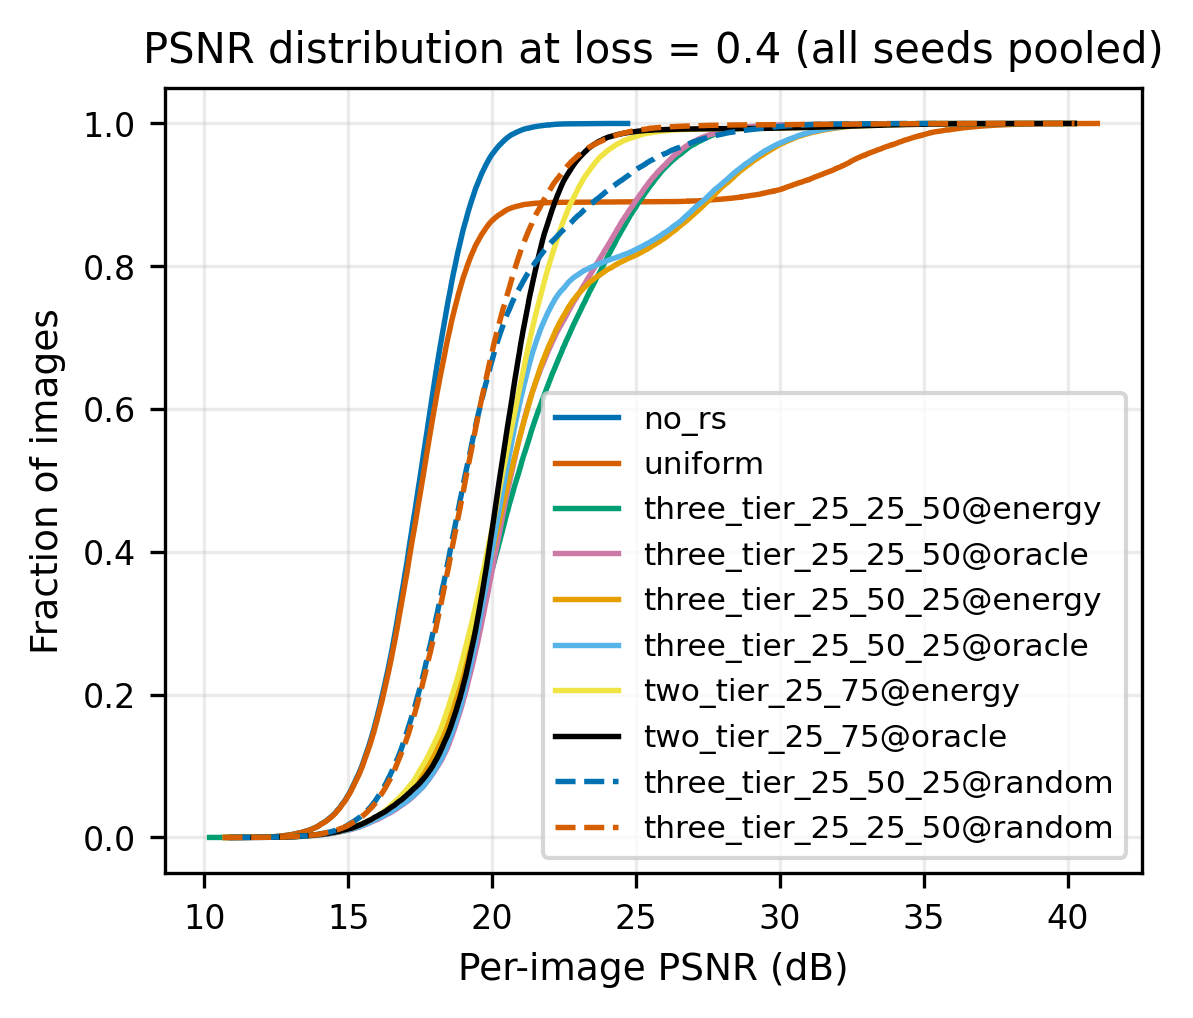 PSNR distribution at loss = 0.4 (all seeds pooled)
1.0
0.8
0.6
0.4
0.2
0.0
Fraction of images
no_rs
uniform
three_tier_25_25_50@energy
three_tier_25_25_50@oracle
three_tier_25_50_25@energy
three_tier_25_50_25@oracle
two_tier_25_75@energy
two_tier_25_75@oracle
three_tier_25_50_25@random
three_tier_25_25_50@random
10 15 20 25 30 35 40
Per-image PSNR (dB)